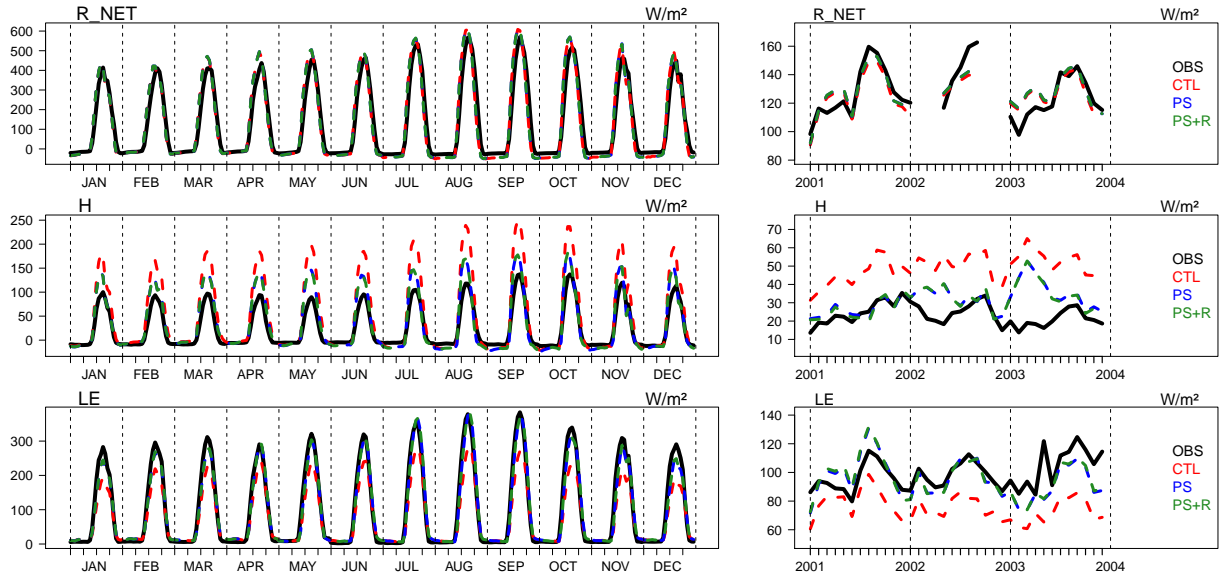 R_NET W/m²
600
500
400
300
200
100
0
JAN FEB MAR APR MAY JUN JUL AUG SEP OCT NOV DEC
R_NET W/m²
160
140
120
100
80
2001 2002 2003 2004
OBS
CTL
PS
PS+R
H W/m²
250
200
150
100
50
0
JAN FEB MAR APR MAY JUN JUL AUG SEP OCT NOV DEC
H W/m²
70
60
50
40
30
20
10
2001 2002 2003 2004
OBS
CTL
PS
PS+R
LE W/m²
300
200
100
0
JAN FEB MAR APR MAY JUN JUL AUG SEP OCT NOV DEC
LE W/m²
140
120
100
80
60
2001 2002 2003 2004
OBS
CTL
PS
PS+R